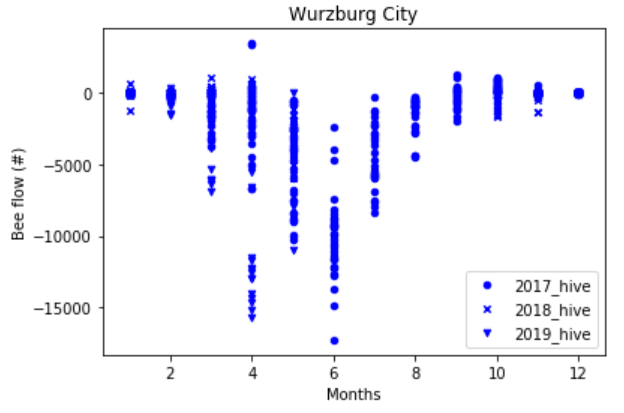 Wurzburg City
Bee flow (#)
0
−5000
−10000
−15000
2017_hive
2018_hive
2019_hive
2 4 6 8 10 12
Months